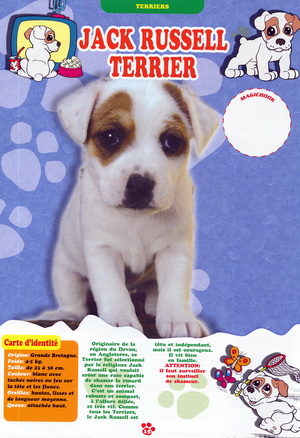 TERRIERS
JACK RUSSELL
TERRIER
MAGICBOOK
Carte d'identité
Origine: Grande Bretagne.
Poids: 4-5 kg.
Taille: de 25 à 38 cm.
Couleur: blanc avec
taches noires ou feu sur
la tête et les flancs.
Oreilles: hautes, lisses et
de longueur moyenne.
Queue: attachée haut.
Originaire de la
région du Devon,
en Angleterre, ce
Terrier fut sélectionné
par le religieux Jack
Russell qui voulait
créer une race capable
de chasser le renard
dans son terrier.
C'est un animal
robuste et compact,
à l'allure déliée,
et très vif. Comme
tous les Terriers,
le Jack Russell est
têtu et indépendant,
mais il est courageux.
Il vit bien
en famille.
ATTENTION:
il faut surveiller
son instinct
de chasseur.